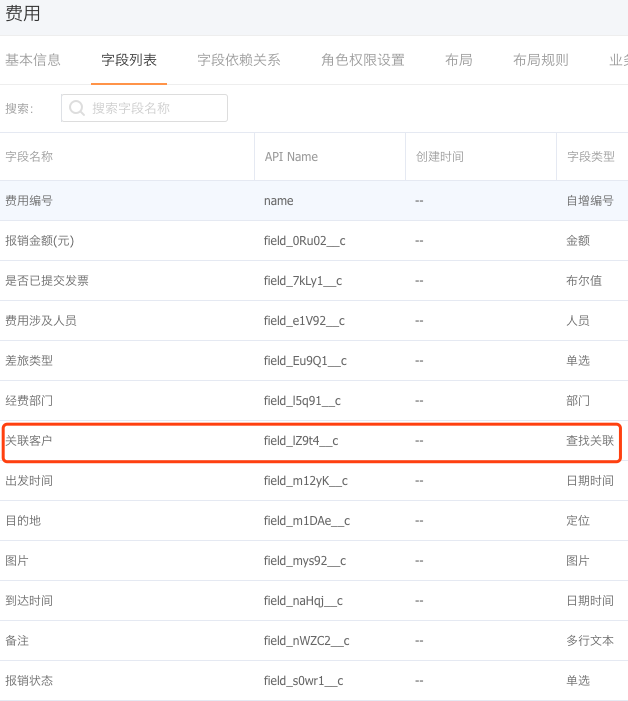 费用
基本信息 字段列表 字段依赖关系 角色权限设置 布局 布局规则
搜索： 搜索字段名称
字段名称 API Name 创建时间 字段类型
费用编号 name -- 自增编号
报销金额(元) field_0Ru02__c -- 金额
是否已提交发票 field_7kLy1__c -- 布尔值
费用涉及人员 field_e1V92__c -- 人员
差旅类型 field_Eu9Q1__c -- 单选
经费部门 field_l5q91__c -- 部门
关联客户 field_lZ9t4__c -- 查找关联
出发时间 field_m12yK__c -- 日期时间
目的地 field_m1DAe__c -- 定位
图片 field_mys92__c -- 图片
到达时间 field_naHqj__c -- 日期时间
备注 field_nWZC2__c -- 多行文本
报销状态 field_s0wr1__c -- 单选